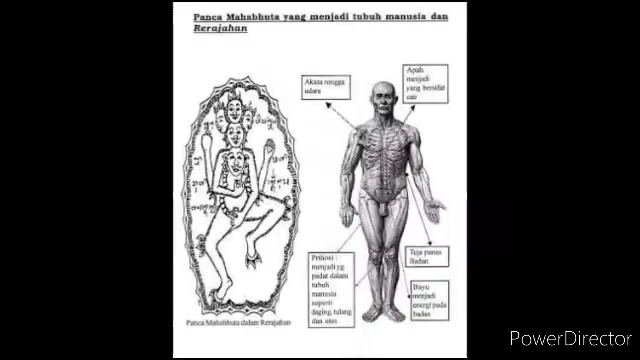 Panca Mahabhuta yang menjadi tubuh manusia dan
Rerajahan
Akasa rongga
udara
Apah
menjadi
yang bersifat
cair
Prthiwi :
menjadi yg
padat dalam
tubuh
manusia
seperti
daging, tulang
dan otot
Teja panas
Badan
Bayu
menjadi
energi pada
badan
Panca Mahabhuta dalam Rerajahan
PowerDirector